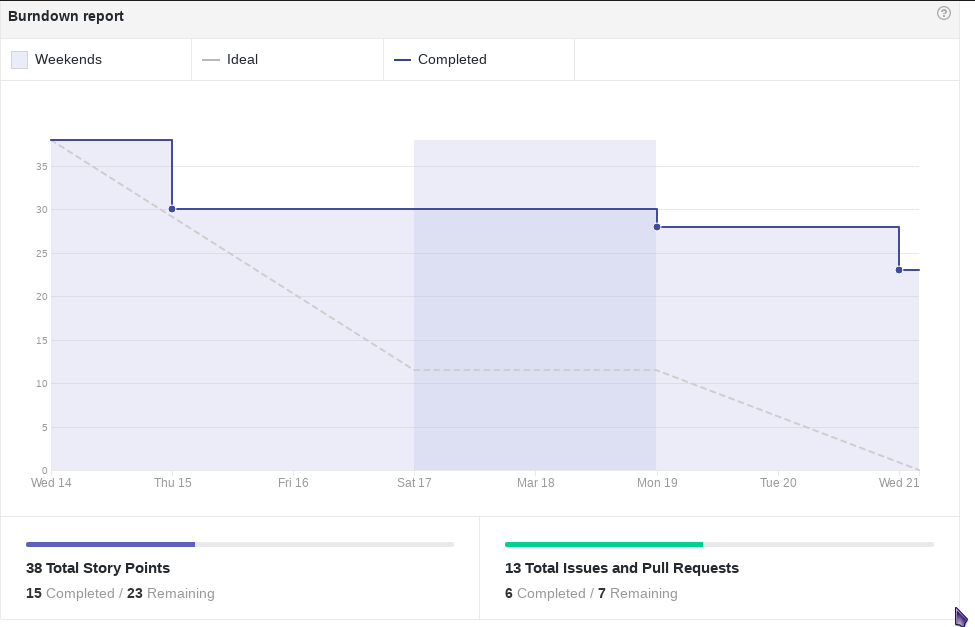 Burndown report
?
Weekends
Ideal
Completed
35
30
25
20
15
10
5
0
Wed 14 Thu 15 Fri 16 Sat 17 Mar 18 Mon 19 Tue 20 Wed 21
38 Total Story Points
15 Completed / 23 Remaining
13 Total Issues and Pull Requests
6 Completed / 7 Remaining